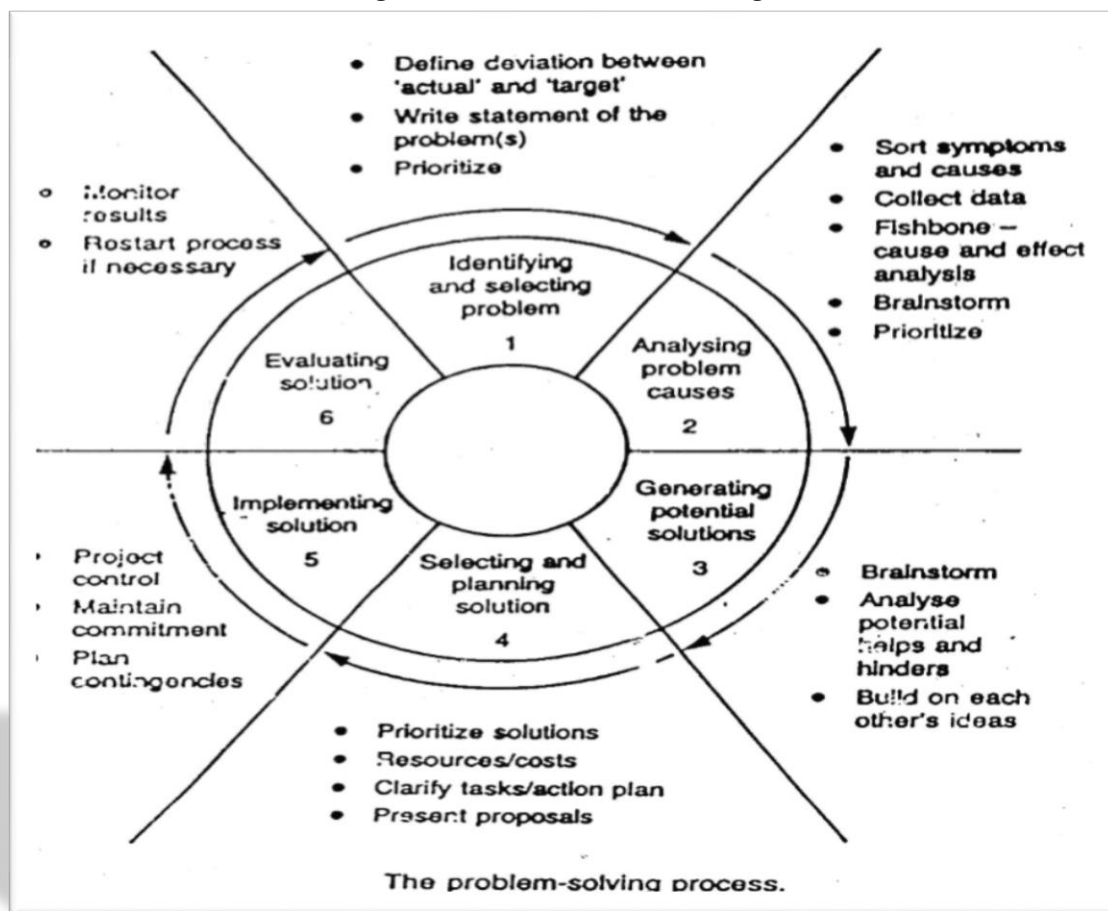 • Define deviation between
'actual' and 'target'
• Write statement of the
problem(s)
• Prioritize
• Sort symptoms
and causes
• Collect data
• Fishbone –
cause and effect
analysis
• Brainstorm
• Prioritize
• Monitor
results
• Restart process
if necessary
Identifying
and selecting
problem
1
Analysing
problem
causes
2
Generating
potential
solutions
3
Selecting and
planning
solution
4
Implementing
solution
5
Evaluating
solution
6
• Brainstorm
• Analyse
potential
helps and
hinders
• Build on each
other's ideas
• Prioritize solutions
• Resources/costs
• Clarify tasks/action plan
• Present proposals
• Project
control
• Maintain
commitment
• Plan
contingencies
The problem-solving process.